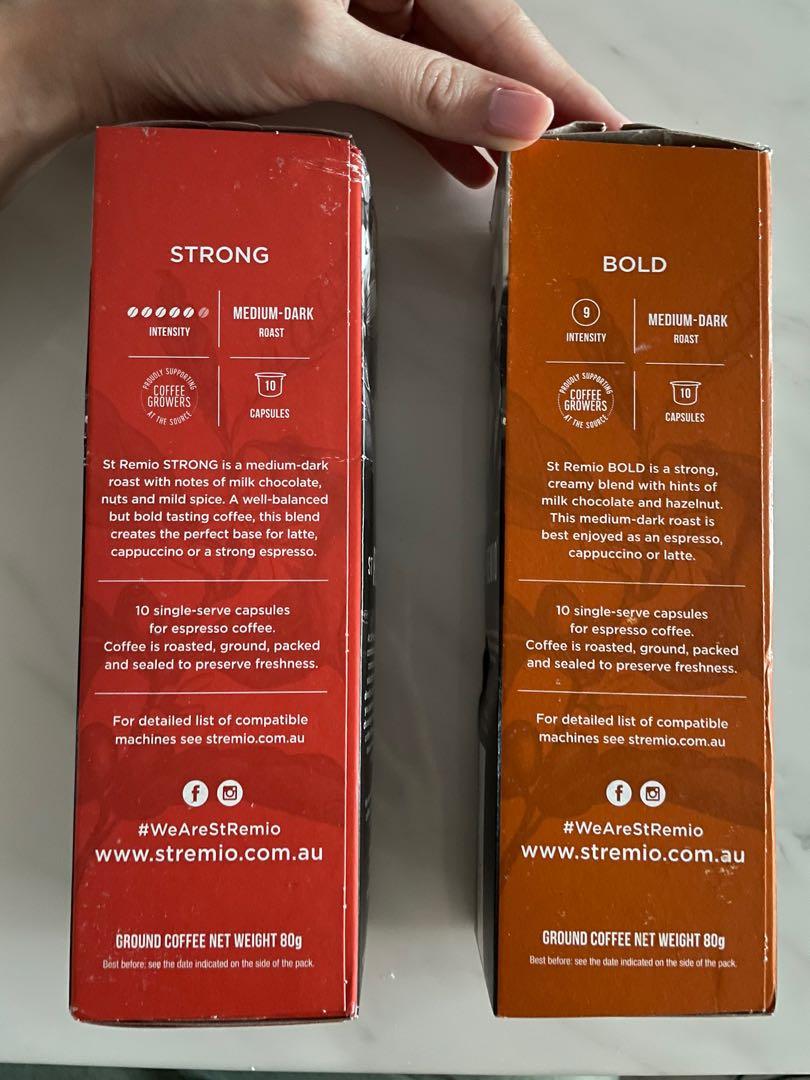 STRONG
INTENSITY
MEDIUM-DARK
ROAST
PROUDLY SUPPORTING
COFFEE
GROWERS
AT THE SOURCE
10
CAPSULES
St Remio STRONG is a medium-dark
roast with notes of milk chocolate,
nuts and mild spice. A well-balanced
but bold tasting coffee, this blend
creates the perfect base for latte,
cappuccino or a strong espresso.
10 single-serve capsules
for espresso coffee.
Coffee is roasted, ground, packed
and sealed to preserve freshness.
For detailed list of compatible
machines see stremio.com.au
#WeAreStRemio
www.stremio.com.au
GROUND COFFEE NET WEIGHT 80g
Best before: see the date indicated on the side of the pack.
BOLD
9
INTENSITY
MEDIUM-DARK
ROAST
PROUDLY SUPPORTING
COFFEE
GROWERS
AT THE SOURCE
10
CAPSULES
St Remio BOLD is a strong,
creamy blend with hints of
milk chocolate and hazelnut.
This medium-dark roast is
best enjoyed as an espresso,
cappuccino or latte.
10 single-serve capsules
for espresso coffee.
Coffee is roasted, ground, packed
and sealed to preserve freshness.
For detailed list of compatible
machines see stremio.com.au
#WeAreStRemio
www.stremio.com.au
GROUND COFFEE NET WEIGHT 80g
Best before: see the date indicated on the side of the pack.